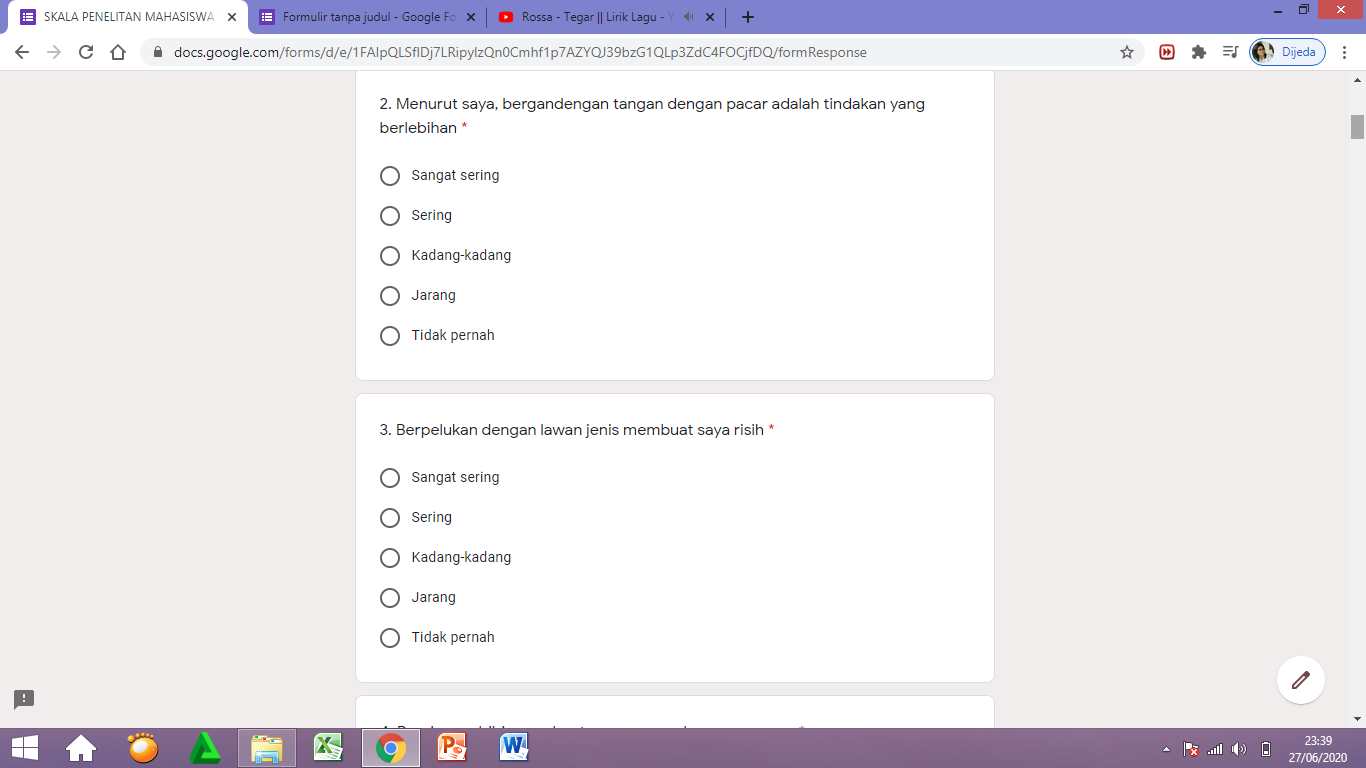 SKALA PENELITAN MAHASISWA
Formulir tanpa judul - Google Fo
Rossa - Tegar || Lirik Lagu - Y
docs.google.com/forms/d/e/1FAIpQLSfIDj7LRipyIzQn0Cmhf1p7AZYQJ39bzG1QLp3ZdC4FOCjfDQ/formResponse
Dijeda
2. Menurut saya, bergandengan tangan dengan pacar adalah tindakan yang
berlebihan *
Sangat sering
Sering
Kadang-kadang
Jarang
Tidak pernah
3. Berpelukan dengan lawan jenis membuat saya risih *
Sangat sering
Sering
Kadang-kadang
Jarang
Tidak pernah
23:39
27/06/2020